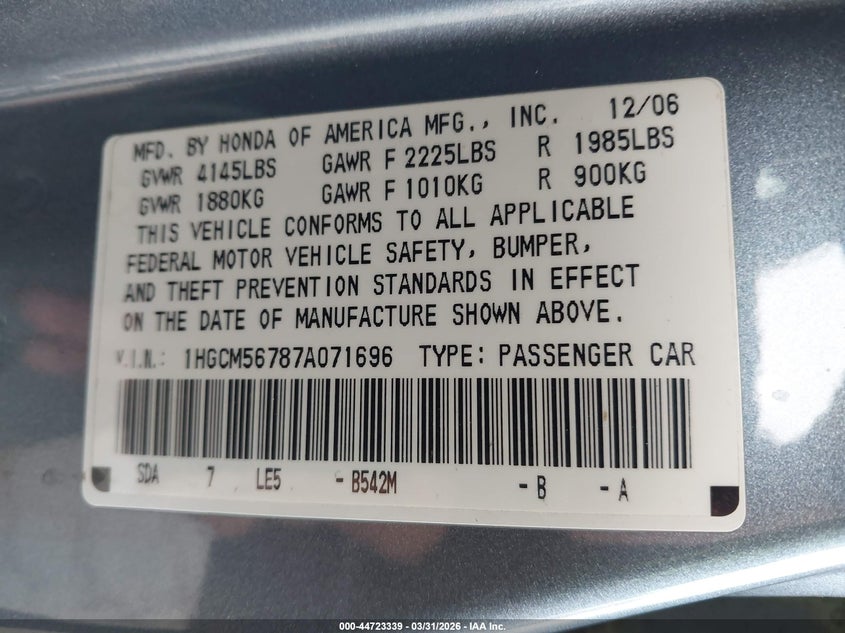 MFD. BY HONDA OF AMERICA MFG., INC. 12/06
GVWR 4145LBS GAWR F 2225LBS R 1985LBS
GVWR 1880KG GAWR F 1010KG R 900KG
THIS VEHICLE CONFORMS TO ALL APPLICABLE
FEDERAL MOTOR VEHICLE SAFETY, BUMPER,
AND THEFT PREVENTION STANDARDS IN EFFECT
ON THE DATE OF MANUFACTURE SHOWN ABOVE.
V.I.N.: 1HGCM56787A071696 TYPE: PASSENGER CAR
SDA 7 LE5 - B542M - B - A
000-44723339 - 03/31/2026 - IAA Inc.